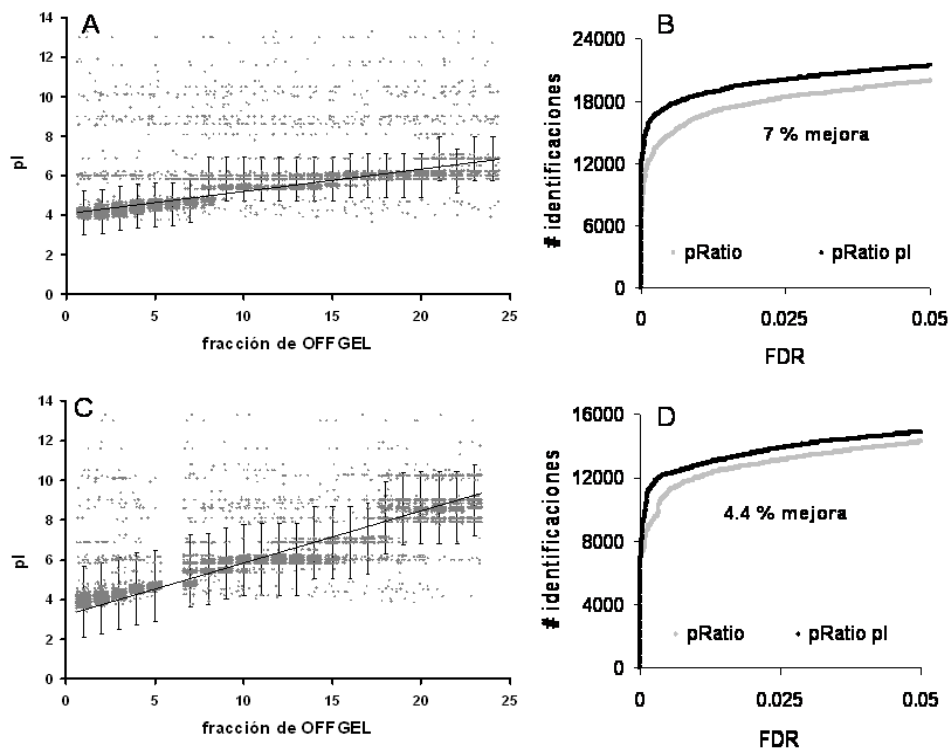 A
14
12
10
8
6
4
2
0
pI
0 5 10 15 20 25
fracción de OFFGEL
B
24000
18000
12000
6000
0
# identificaciones
7 % mejora
pRatio pRatio pI
0 0.025 0.05
FDR
C
14
12
10
8
6
4
2
0
pI
0 5 10 15 20 25
fracción de OFFGEL
D
16000
12000
8000
4000
0
# identificaciones
4.4 % mejora
pRatio pRatio pI
0 0.025 0.05
FDR